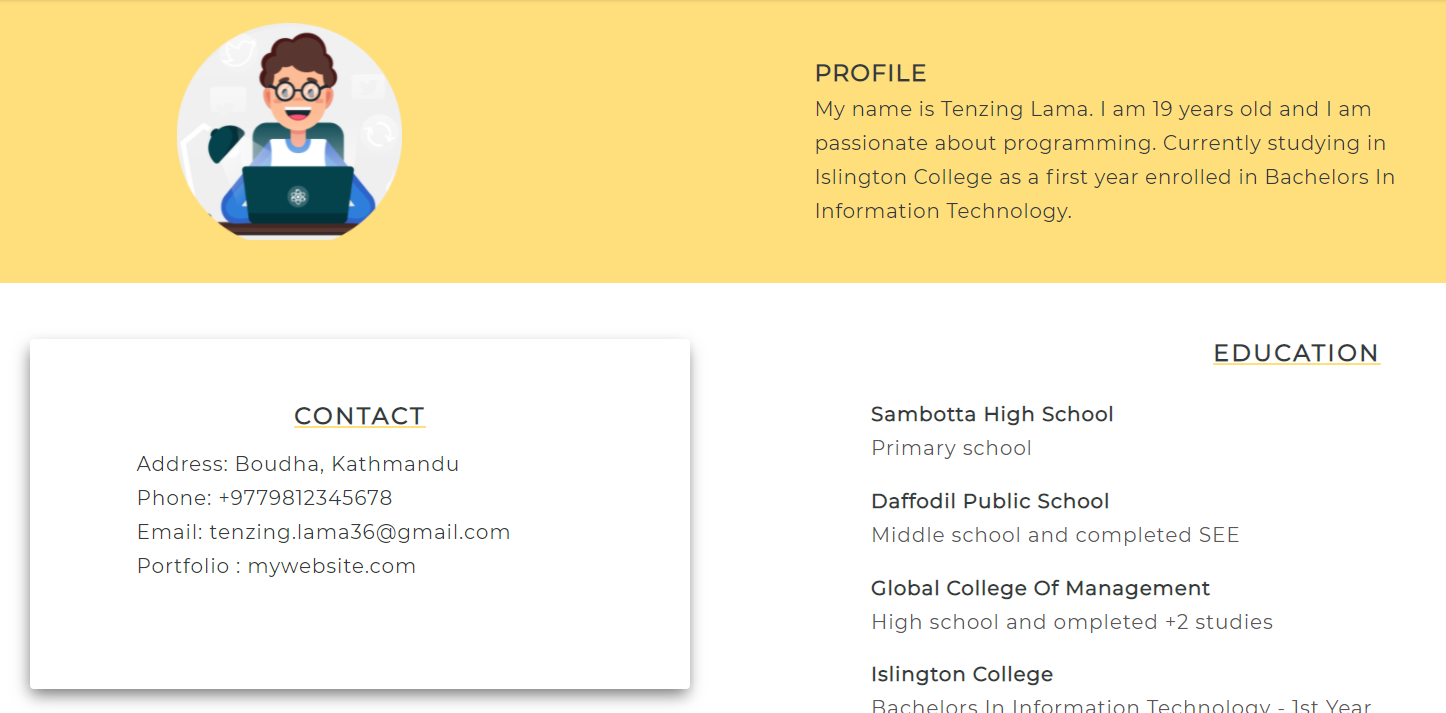 PROFILE
My name is Tenzing Lama. I am 19 years old and I am
passionate about programming. Currently studying in
Islington College as a first year enrolled in Bachelors In
Information Technology.
CONTACT
Address: Boudha, Kathmandu
Phone: +9779812345678
Email: tenzing.lama36@gmail.com
Portfolio : mywebsite.com
EDUCATION
Sambotta High School
Primary school
Daffodil Public School
Middle school and completed SEE
Global College Of Management
High school and ompleted +2 studies
Islington College
Bachelors In Information Technology - 1st Year